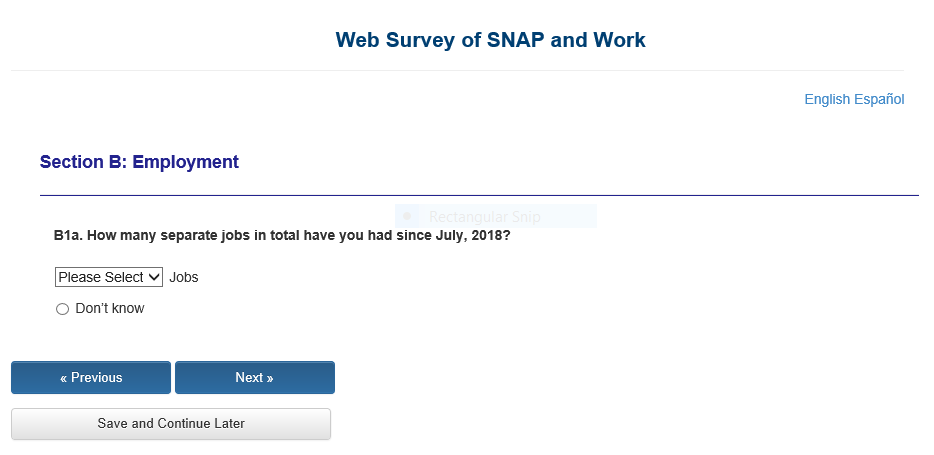 Web Survey of SNAP and Work
English Español
Section B: Employment
Rectangular Snip
B1a. How many separate jobs in total have you had since July, 2018?
Please Select Jobs
Don't know
« Previous Next »
Save and Continue Later